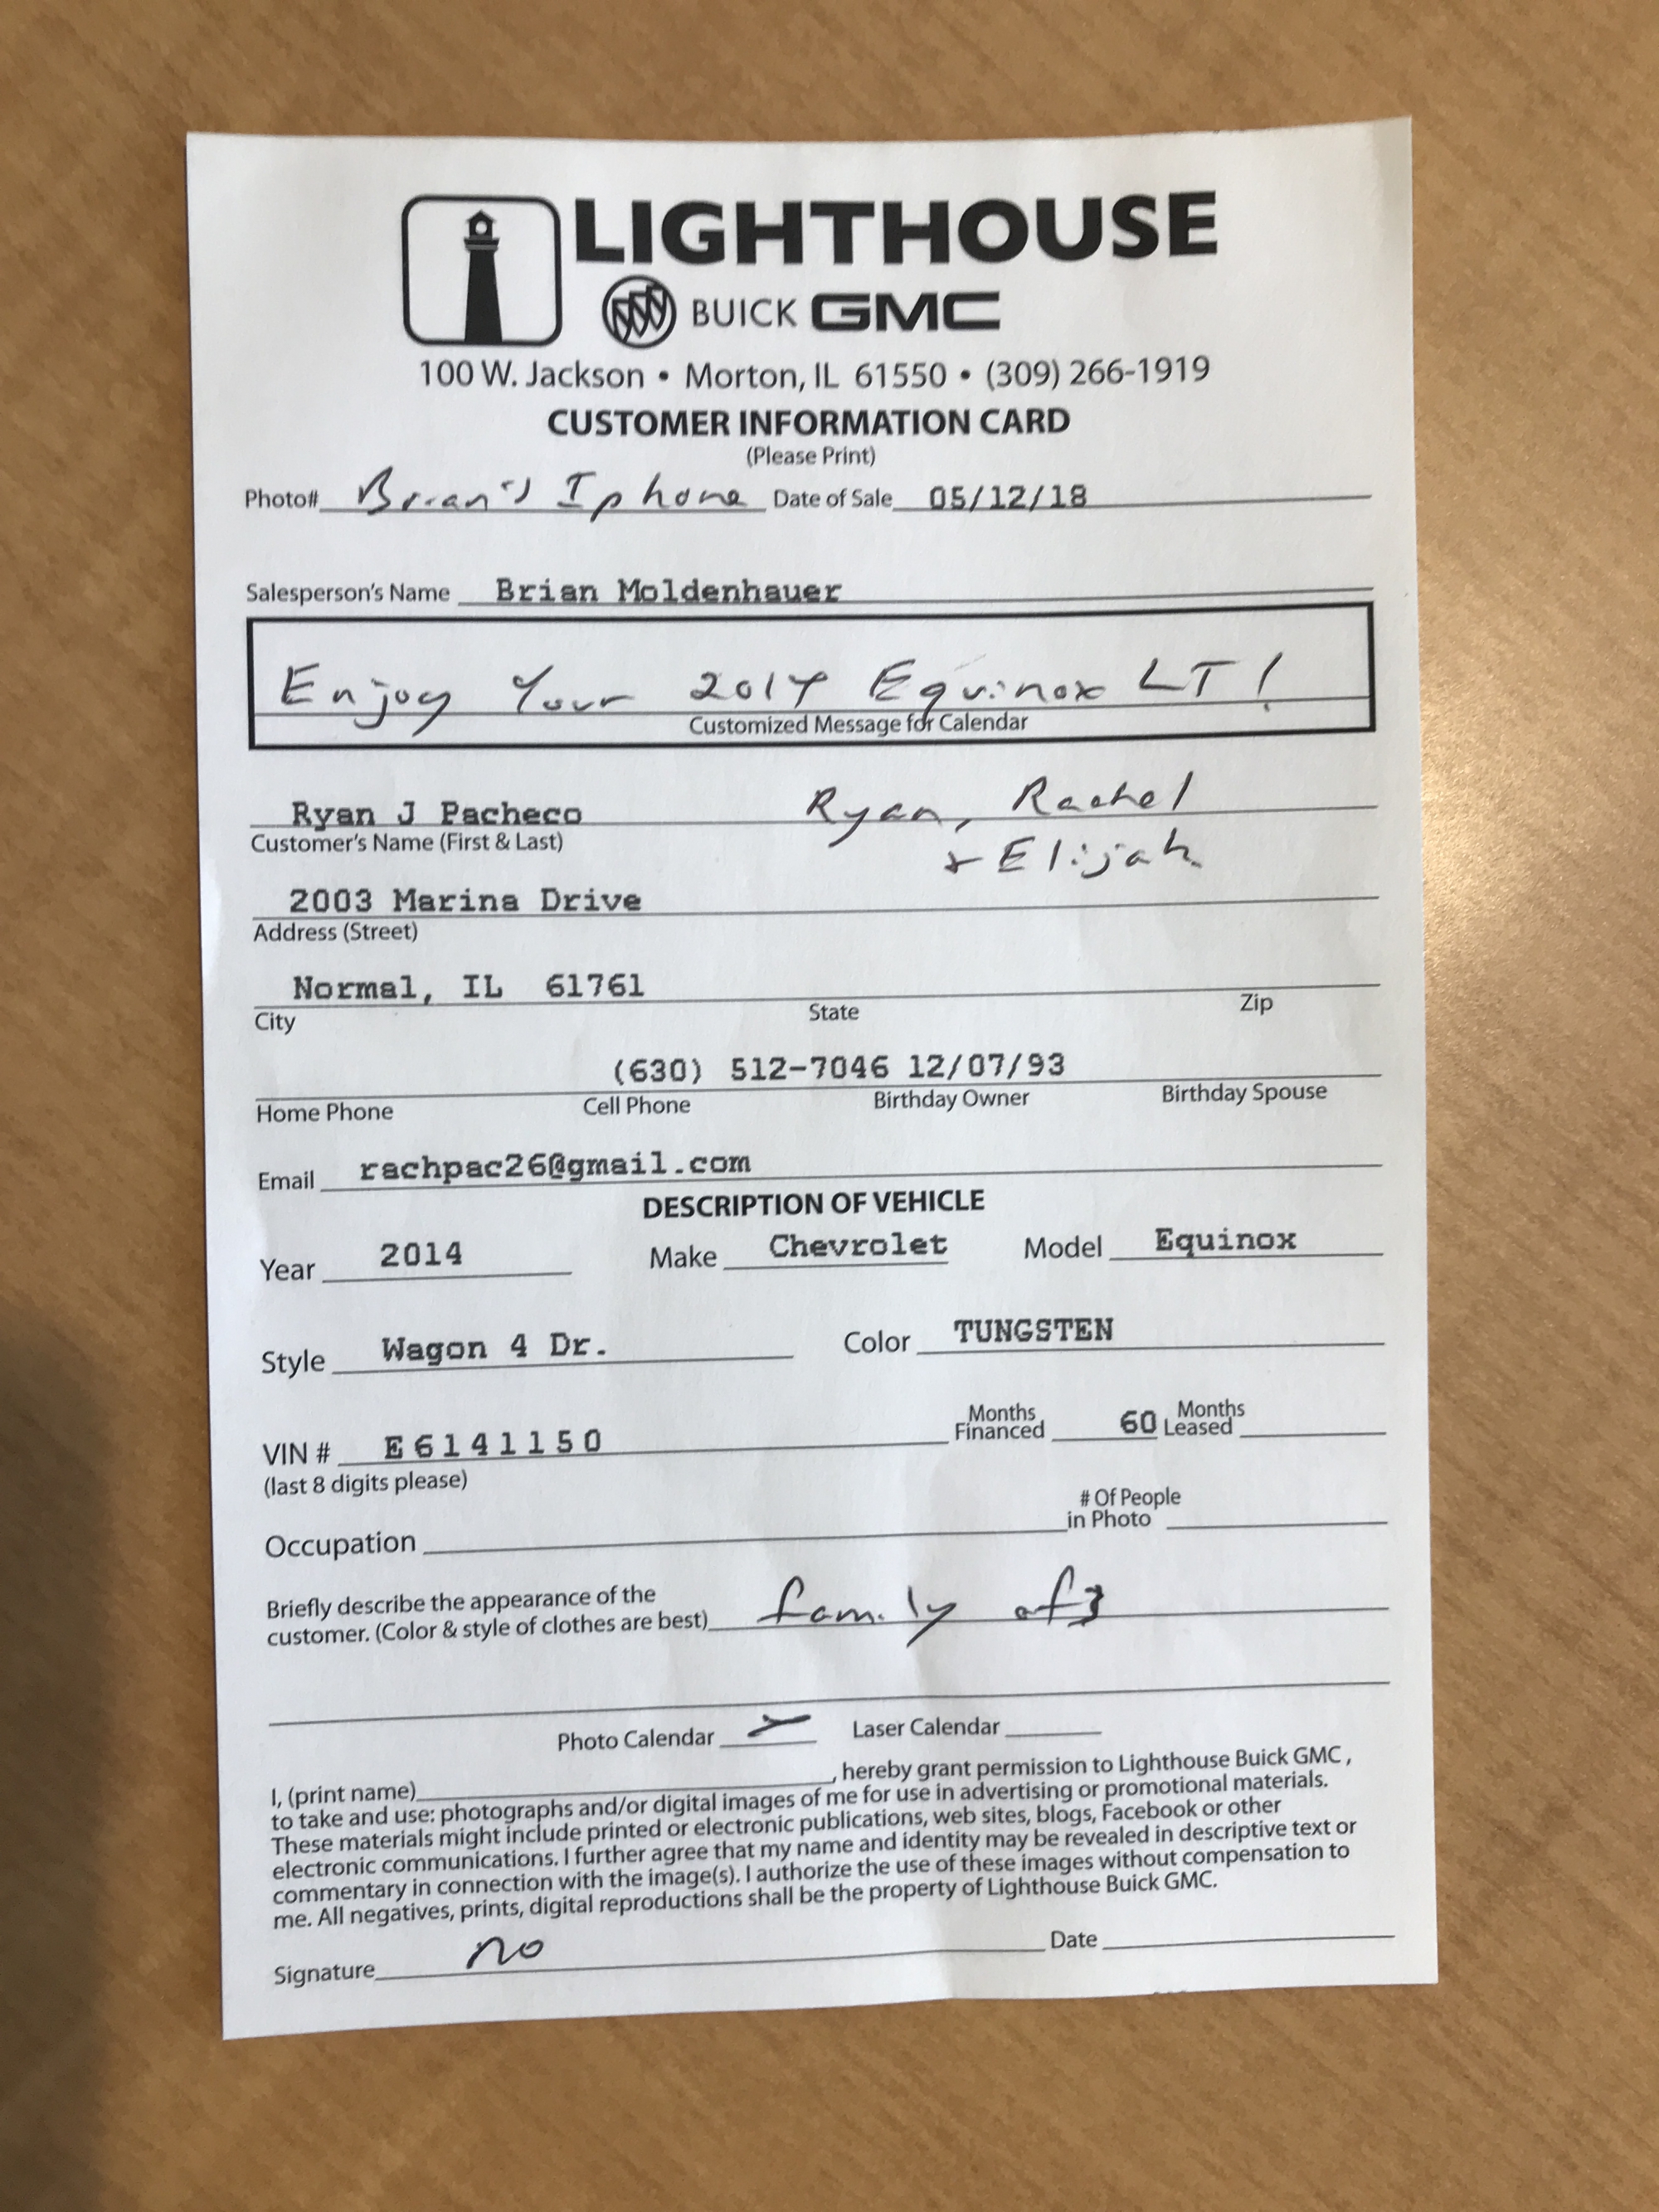 LIGHTHOUSE
BUICK GMC
100 W. Jackson • Morton, IL 61550 • (309) 266-1919
CUSTOMER INFORMATION CARD
(Please Print)
Photo# Brian's Iphone Date of Sale 05/12/18
Salesperson's Name Brian Moldenhauer
Enjoy Your 2014 Equinox LT!
Customized Message for Calendar
Ryan J Pacheco Ryan, Rachel
Customer's Name (First & Last) + Elijah
2003 Marina Drive
Address (Street)
Normal, IL 61761
City State Zip
(630) 512-7046 12/07/93
Home Phone Cell Phone Birthday Owner Birthday Spouse
Email rachpac26@gmail.com
DESCRIPTION OF VEHICLE
Year 2014 Make Chevrolet Model Equinox
Style Wagon 4 Dr. Color TUNGSTEN
VIN # E6141150 Months Financed 60 Months Leased
(last 8 digits please)
Occupation # Of People in Photo
Briefly describe the appearance of the
customer. (Color & style of clothes are best) family of 3
Photo Calendar Laser Calendar
I, (print name) , hereby grant permission to Lighthouse Buick GMC,
to take and use: photographs and/or digital images of me for use in advertising or promotional materials.
These materials might include printed or electronic publications, web sites, blogs, Facebook or other
electronic communications. I further agree that my name and identity may be revealed in descriptive text or
commentary in connection with the image(s). I authorize the use of these images without compensation to
me. All negatives, prints, digital reproductions shall be the property of Lighthouse Buick GMC.
Signature no Date